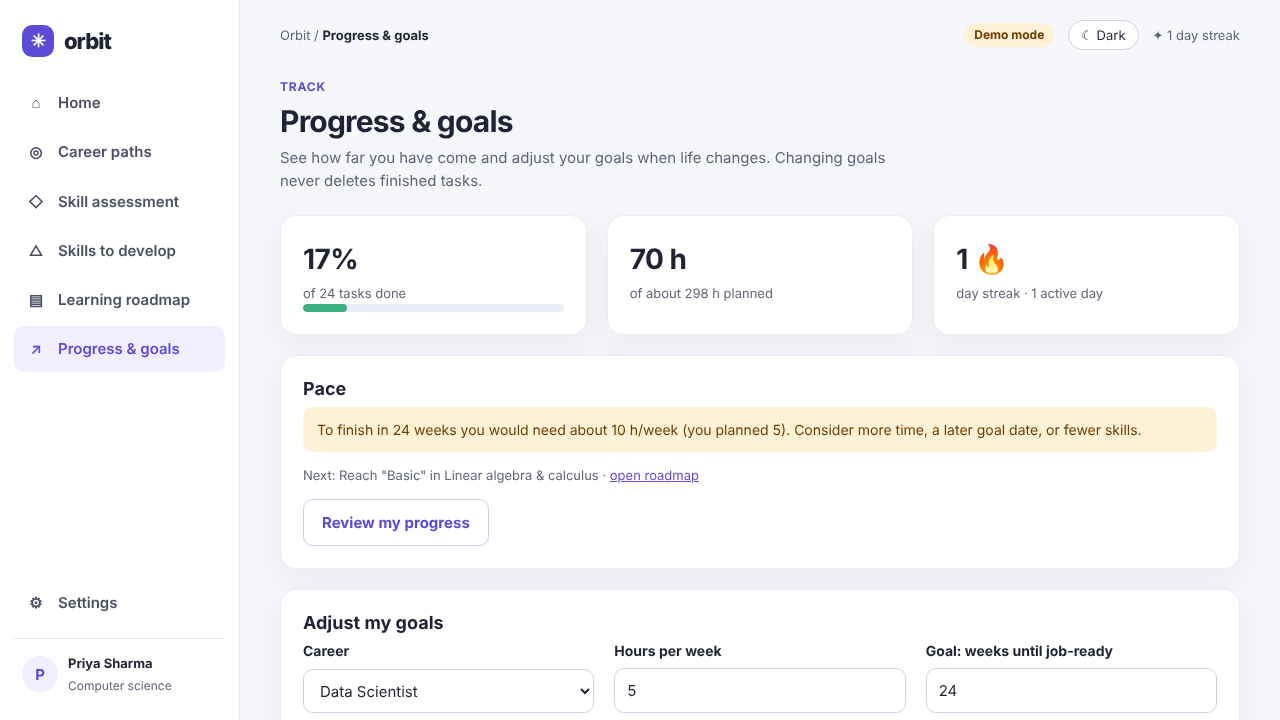 orbit
Home
Career paths
Skill assessment
Skills to develop
Learning roadmap
Progress & goals
Settings
P
Priya Sharma
Computer science
Orbit / Progress & goals
Demo mode
☾ Dark
✦ 1 day streak
TRACK
Progress & goals
See how far you have come and adjust your goals when life changes. Changing goals
never deletes finished tasks.
17%
of 24 tasks done
70 h
of about 298 h planned
1 🔥
day streak · 1 active day
Pace
To finish in 24 weeks you would need about 10 h/week (you planned 5). Consider more time, a later goal date, or fewer skills.
Next: Reach "Basic" in Linear algebra & calculus · open roadmap
Review my progress
Adjust my goals
Career
Data Scientist
Hours per week
5
Goal: weeks until job-ready
24